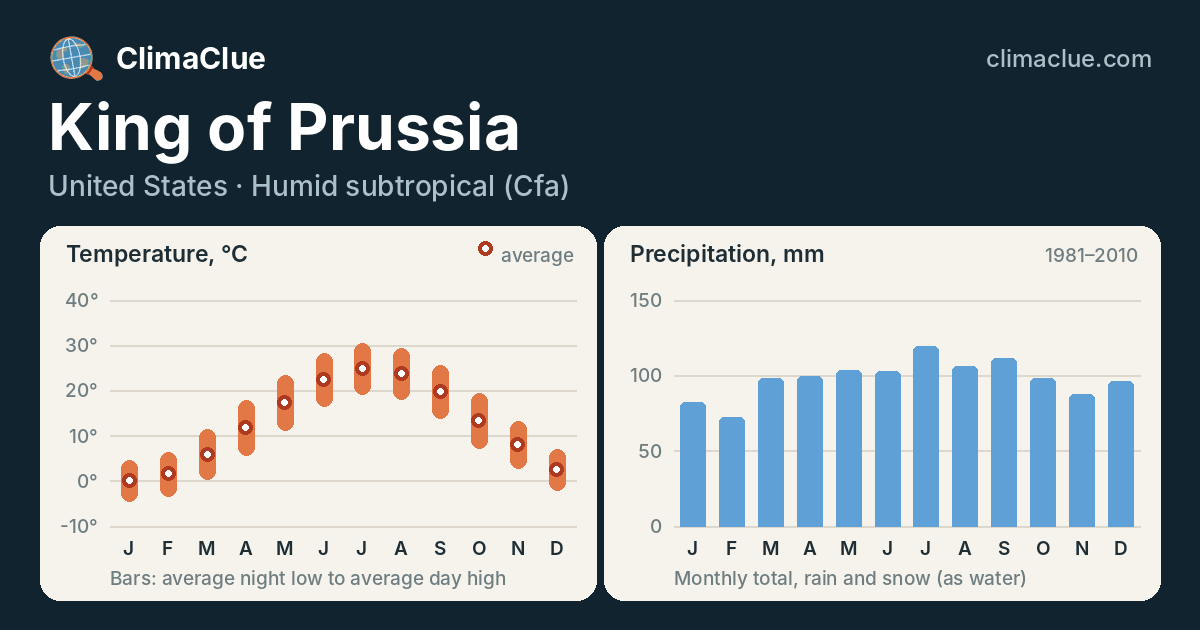 ClimaClue
climaclue.com
King of Prussia
United States · Humid subtropical (Cfa)
Temperature, °C
average
40°
30°
20°
10°
0°
-10°
J F M A M J J A S O N D
Bars: average night low to average day high
Precipitation, mm
1981–2010
150
100
50
0
J F M A M J J A S O N D
Monthly total, rain and snow (as water)